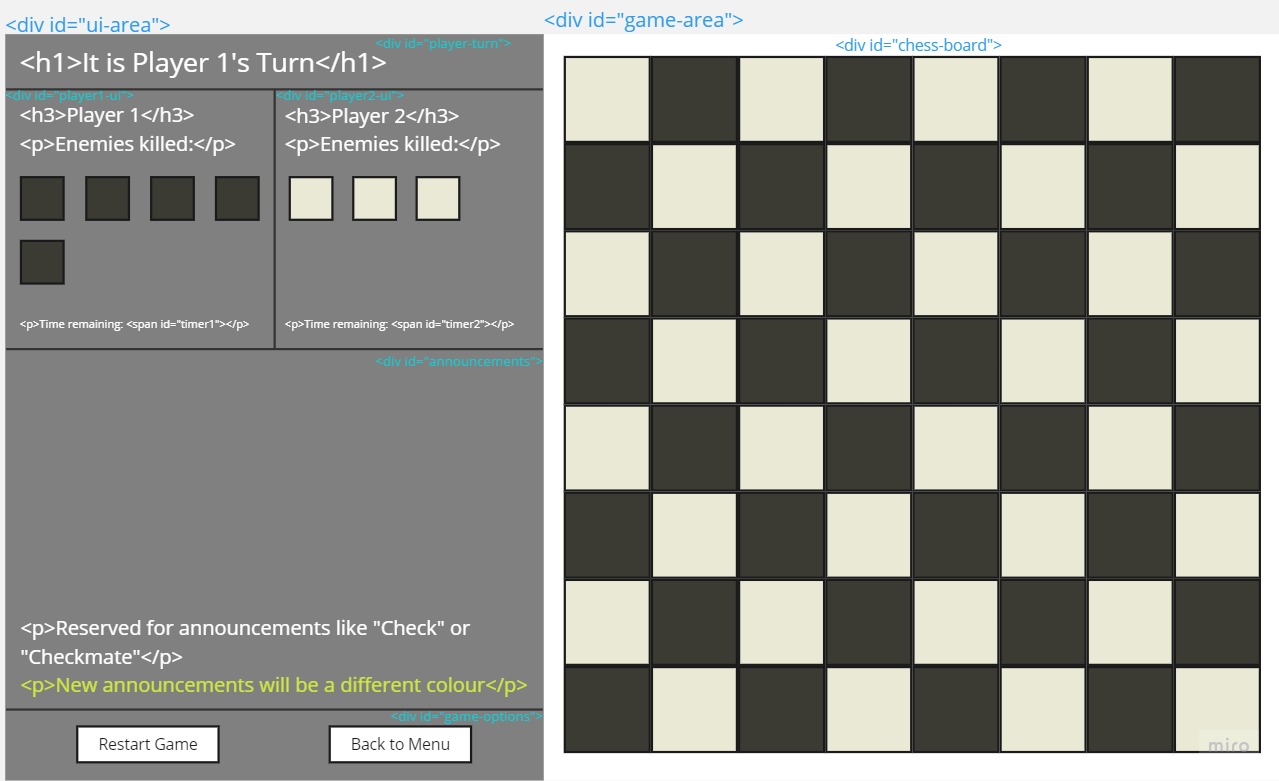 <div id="ui-area">
<div id="player-turn">
<h1>It is Player 1's Turn</h1>
<div id="player1-ui">
<h3>Player 1</h3>
<p>Enemies killed:</p>
<p>Time remaining: <span id="timer1"></p>
<div id="player2-ui">
<h3>Player 2</h3>
<p>Enemies killed:</p>
<p>Time remaining: <span id="timer2"></p>
<div id="announcements">
<p>Reserved for announcements like "Check" or
"Checkmate"</p>
<p>New announcements will be a different colour</p>
<div id="game-options">
Restart Game
Back to Menu
<div id="game-area">
<div id="chess-board">
miro